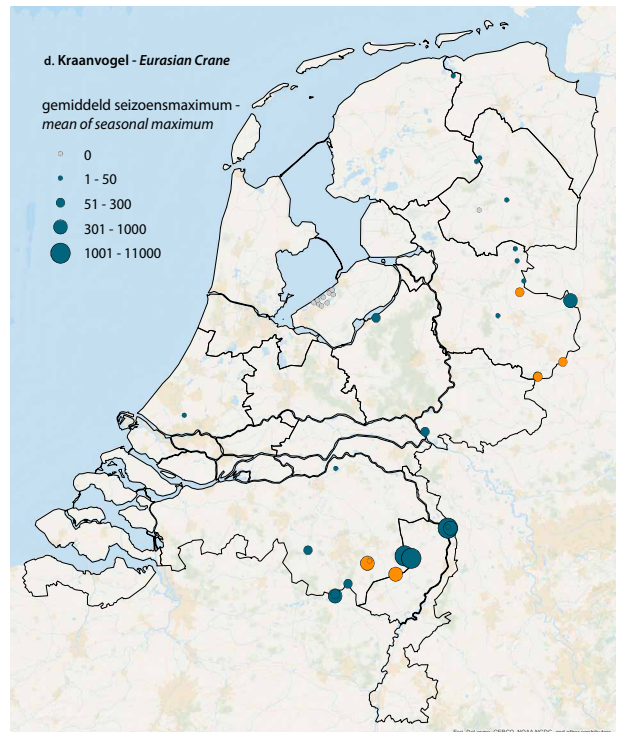 d. Kraanvogel - Eurasian Crane
gemiddeld seizoensmaximum -
mean of seasonal maximum
0
1 - 50
51 - 300
301 - 1000
1001 - 11000